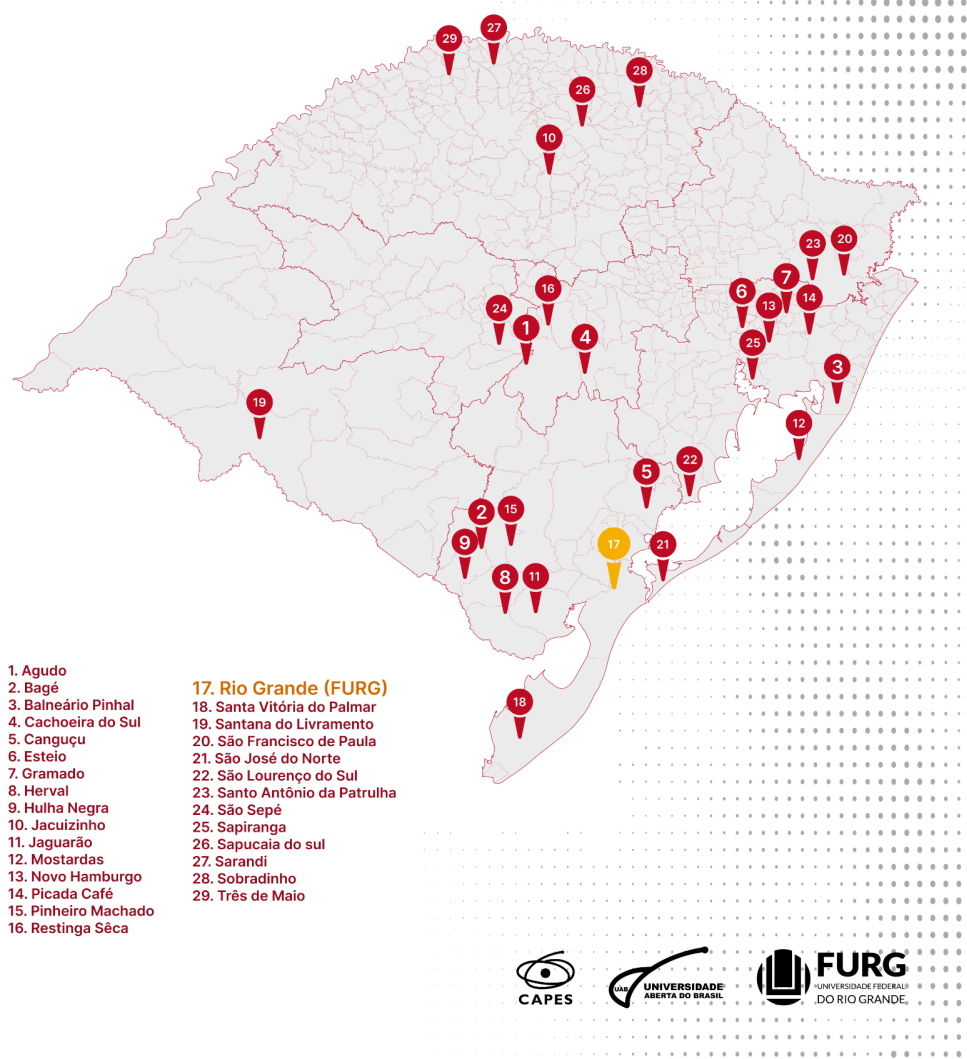 29
27
28
26
10
23
20
7
16
6
14
13
24
1
4
25
3
19
12
22
5
15
2
9
17
21
8
11
18
1. Agudo
2. Bagé
3. Balneário Pinhal
4. Cachoeira do Sul
5. Canguçu
6. Esteio
7. Gramado
8. Herval
9. Hulha Negra
10. Jacuizinho
11. Jaguarão
12. Mostardas
13. Novo Hamburgo
14. Picada Café
15. Pinheiro Machado
16. Restinga Sêca
17. Rio Grande (FURG)
18. Santa Vitória do Palmar
19. Santana do Livramento
20. São Francisco de Paula
21. São José do Norte
22. São Lourenço do Sul
23. Santo Antônio da Patrulha
24. São Sepé
25. Sapiranga
26. Sapucaia do sul
27. Sarandi
28. Sobradinho
29. Três de Maio
CAPES
UAB
UNIVERSIDADE
ABERTA DO BRASIL
FURG
UNIVERSIDADE FEDERAL
DO RIO GRANDE